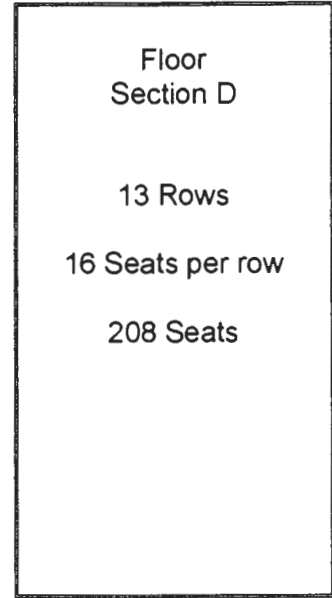 Floor
Section D
13 Rows
16 Seats per row
208 Seats